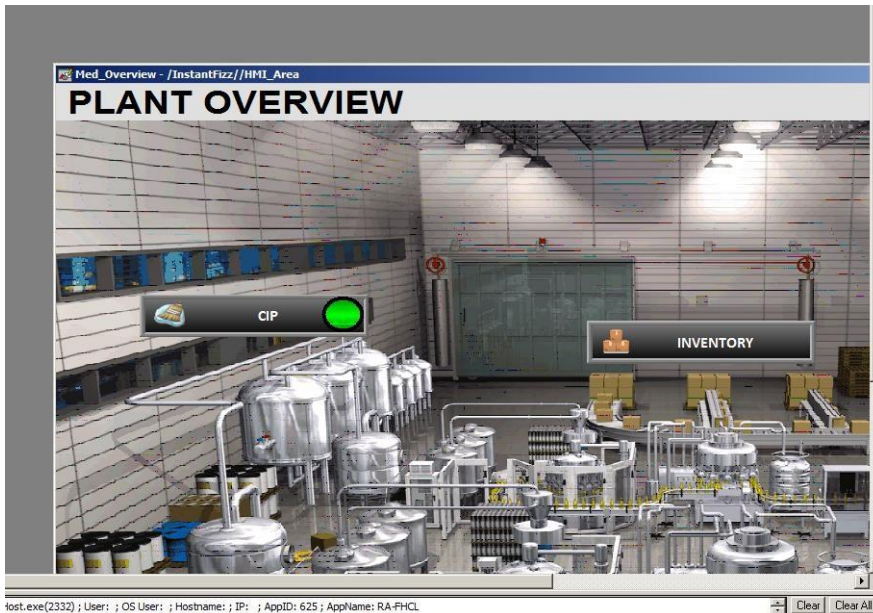 Med_Overview - /InstantFizz//HMI_Area
PLANT OVERVIEW
CIP
INVENTORY
Host.exe(2332) ; User: ; OS User: ; Hostname: ; IP: ; AppID: 625 ; AppName: RA-FHCL
Clear
Clear All